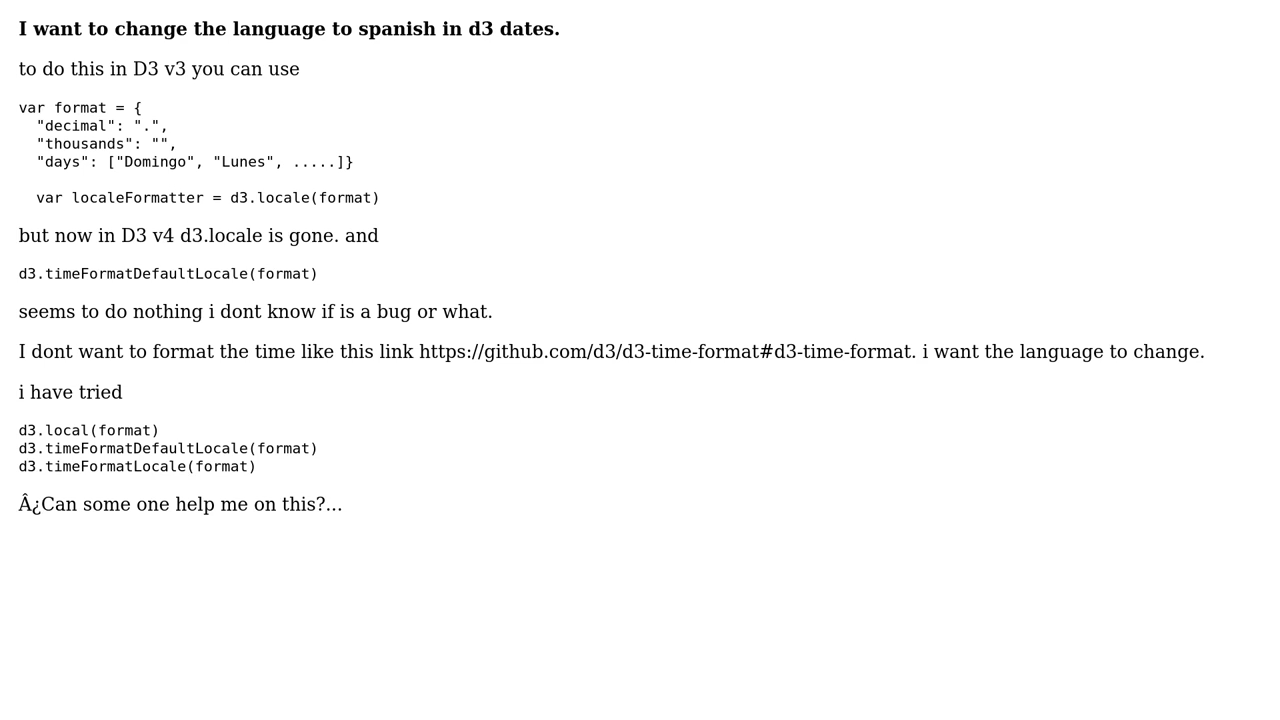 I want to change the language to spanish in d3 dates.
to do this in D3 v3 you can use
var format = {
  "decimal": ".",
  "thousands": "",
  "days": ["Domingo", "Lunes", .....]}
  var localeFormatter = d3.locale(format)
but now in D3 v4 d3.locale is gone. and
d3.timeFormatDefaultLocale(format)
seems to do nothing i dont know if is a bug or what.
I dont want to format the time like this link https://github.com/d3/d3-time-format#d3-time-format. i want the language to change.
i have tried
d3.local(format)
d3.timeFormatDefaultLocale(format)
d3.timeFormatLocale(format)
Â¿Can some one help me on this?...